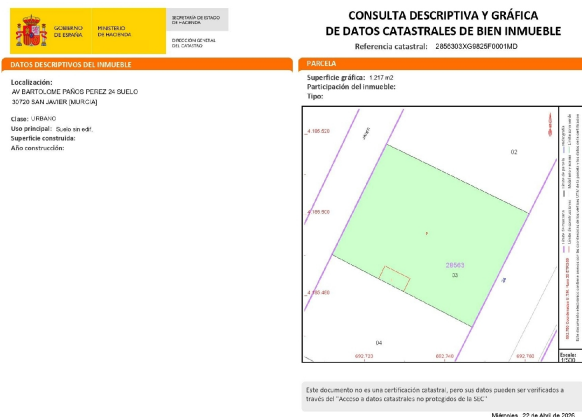 GOBIERNO
DE ESPAÑA
MINISTERIO
DE HACIENDA
SECRETARÍA DE ESTADO
DE HACIENDA
DIRECCIÓN GENERAL
DEL CATASTRO
CONSULTA DESCRIPTIVA Y GRÁFICA
DE DATOS CATASTRALES DE BIEN INMUEBLE
Referencia catastral: 2856303XG9825F0001MD
DATOS DESCRIPTIVOS DEL INMUEBLE
Localización:
AV BARTOLOME PAÑOS PEREZ 24 SUELO
30720 SAN JAVIER [MURCIA]
Clase: URBANO
Uso principal: Suelo sin edif.
Superficie construida:
Año construcción:
PARCELA
Superficie gráfica: 1.217 m2
Participación del inmueble:
Tipo:
02
28563
03
04
Escala:
1:500
Este documento no es una certificación catastral, pero sus datos pueden ser verificados a
través del "Acceso a datos catastrales no protegidos de la SEC"
Miércoles, 22 de Abril de 2026